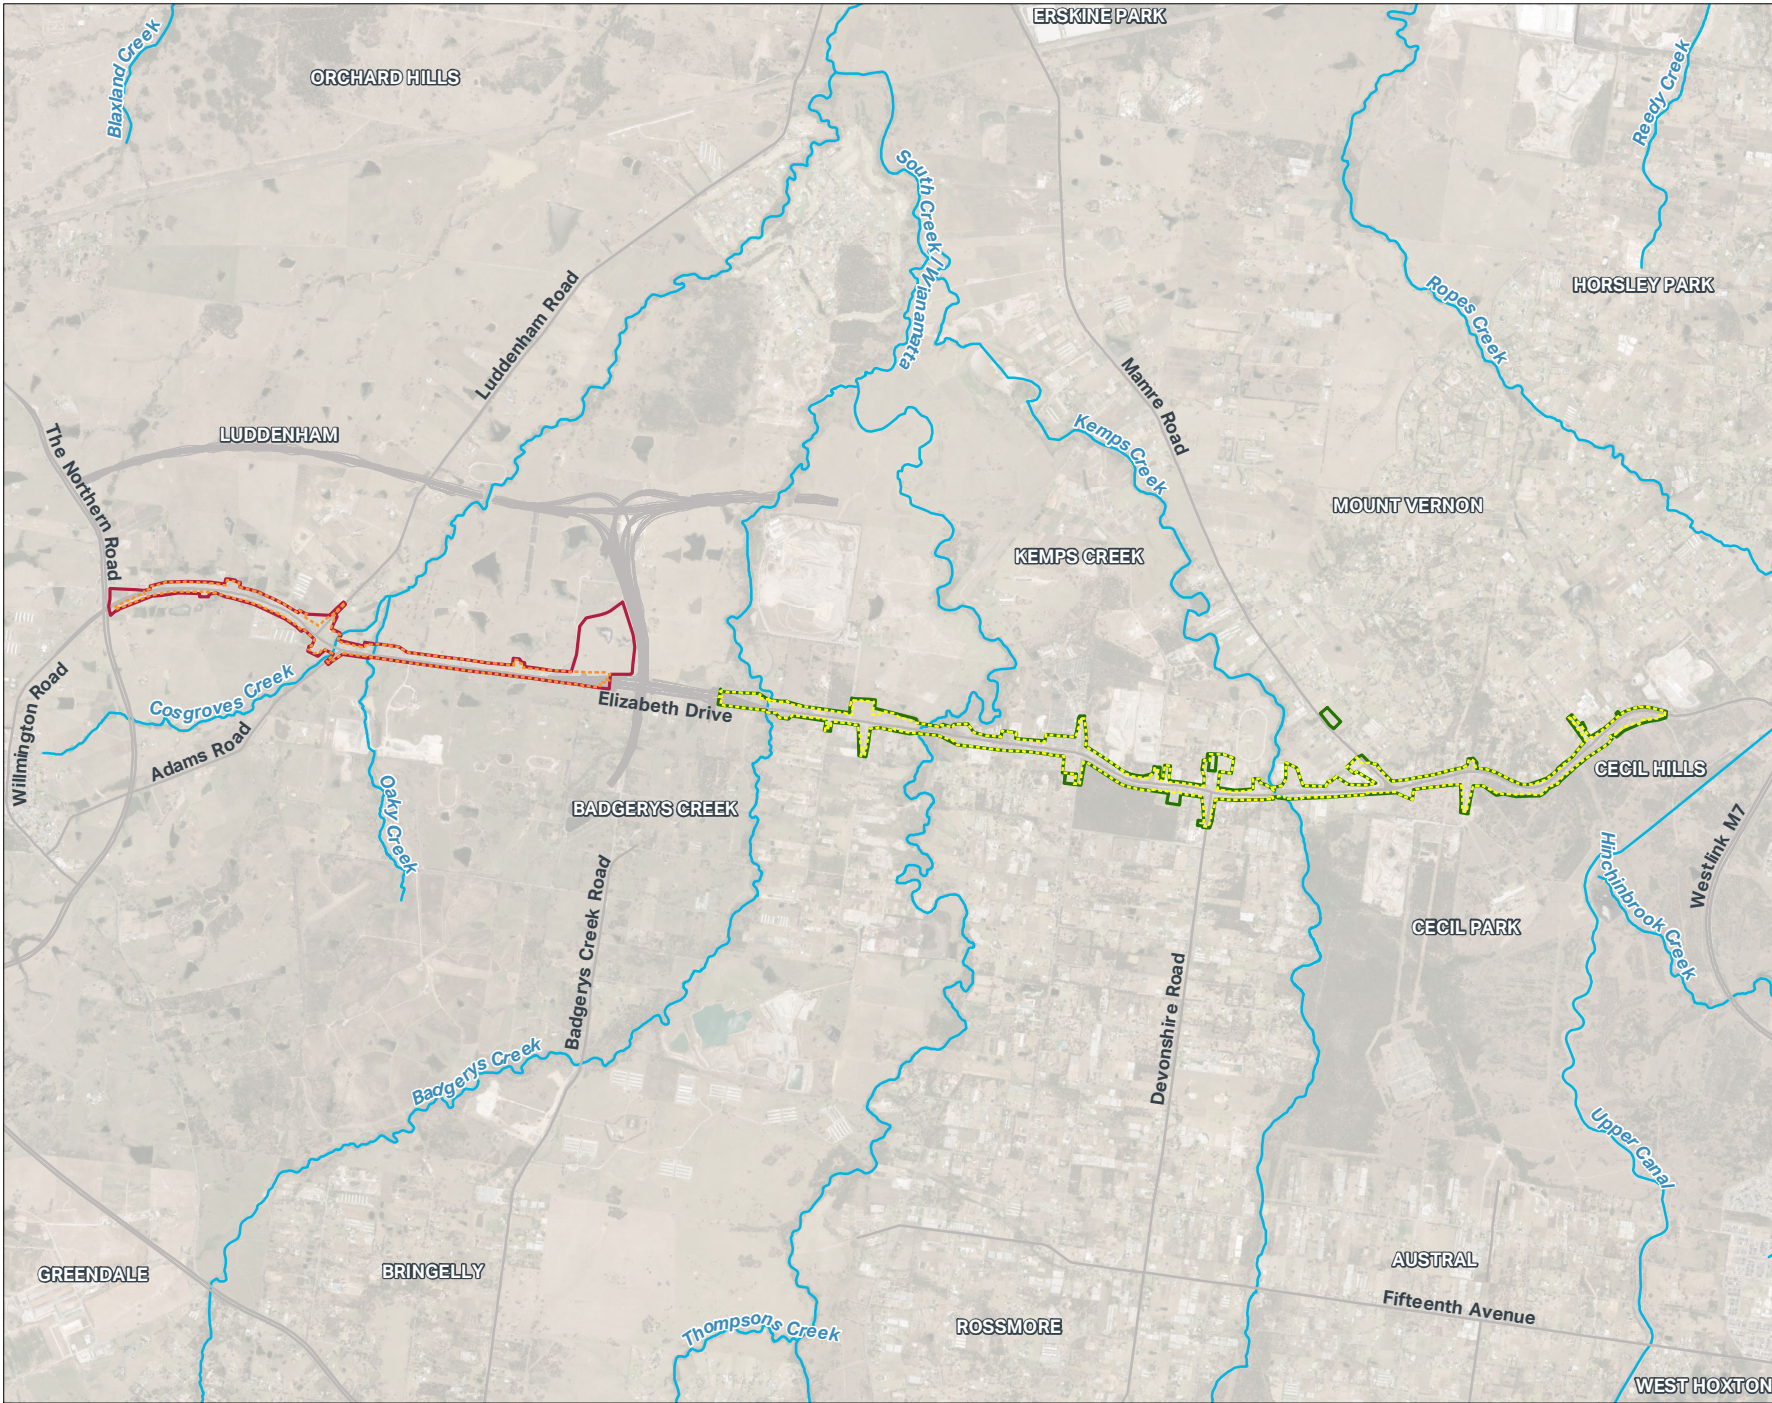 ERSKINE PARK
Blaxland Creek
ORCHARD HILLS
Reedy Creek
South Creek / Wianamatta
HORSLEY PARK
Ropes Creek
Luddenham Road
Mamre Road
Kemps Creek
LUDDENHAM
The Northern Road
MOUNT VERNON
KEMPS CREEK
Willmington Road
Cosgroves Creek
Elizabeth Drive
Adams Road
CECIL HILLS
Oaky Creek
BADGERYS CREEK
Westlink M7
Hinchinbrook Creek
Badgerys Creek Road
CECIL PARK
Devonshire Road
Badgerys Creek
Upper Canal
GREENDALE
BRINGELLY
AUSTRAL
Fifteenth Avenue
Thompsons Creek
ROSSMORE
WEST HOXTON